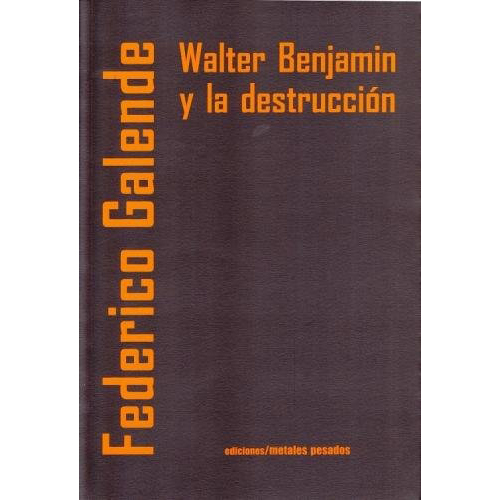 Federico Galende
Walter Benjamin
y la destrucción
ediciones/metales pesados